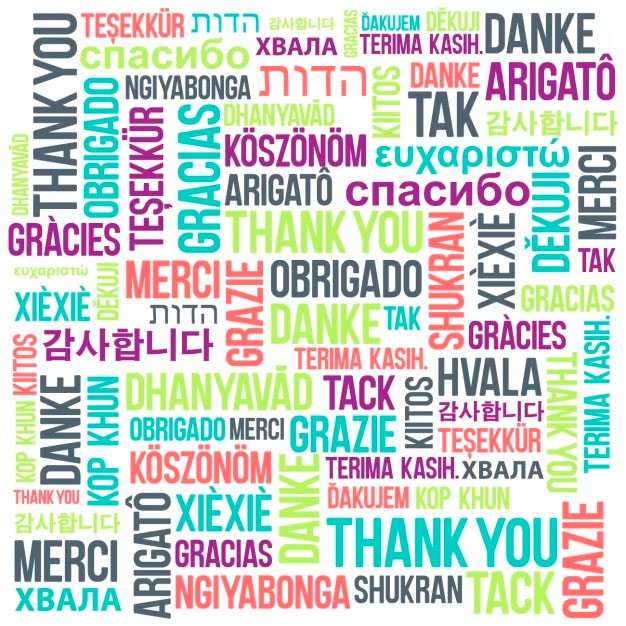 THANK YOU
TEŞEKKÜR
הדות
감사합니다
GRACIAS
ĎAKUJEM
DĚKUJI
DANKE
спасибо
ХВАЛА
TERIMA KASIH.
NGIYABONGA
הדות
KIITOS
DANKE
ARIGATÔ
OBRIGADO
TEŞEKKÜR
GRACIAS
DHANYAVĀD
TAK
감사합니다
DHANYAVĀD
KÖSZÖNÖM
ευχαριστώ
MERCI
ARIGATÔ
спасибо
DĚKUJI
GRÀCIES
THANK YOU
SHUKRAN
XIÈXIÈ
TAK
ευχαριστώ
DĚKUJI
MERCI
GRAZIE
OBRIGADO
GRACIAS
XIÈXIÈ
הדות
DANKE
TAK
GRÀCIES
TERIMA KASIH.
KIITOS
감사합니다
TERIMA KASIH.
HVALA
THANK YOU
KOP KHUN
DANKE
KOP KHUN
DHANYAVĀD
TACK
KIITOS
감사합니다
OBRIGADO
MERCI
GRAZIE
TEŞEKKÜR
KÖSZÖNÖM
DANKE
TERIMA KASIH.
ХВАЛА
THANK YOU
ARIGATÔ
XIÈXIÈ
ĎAKUJEM
KOP KHUN
감사합니다
THANK YOU
GRAZIE
MERCI
GRACIAS
NGIYABONGA
SHUKRAN
TACK
ХВАЛА